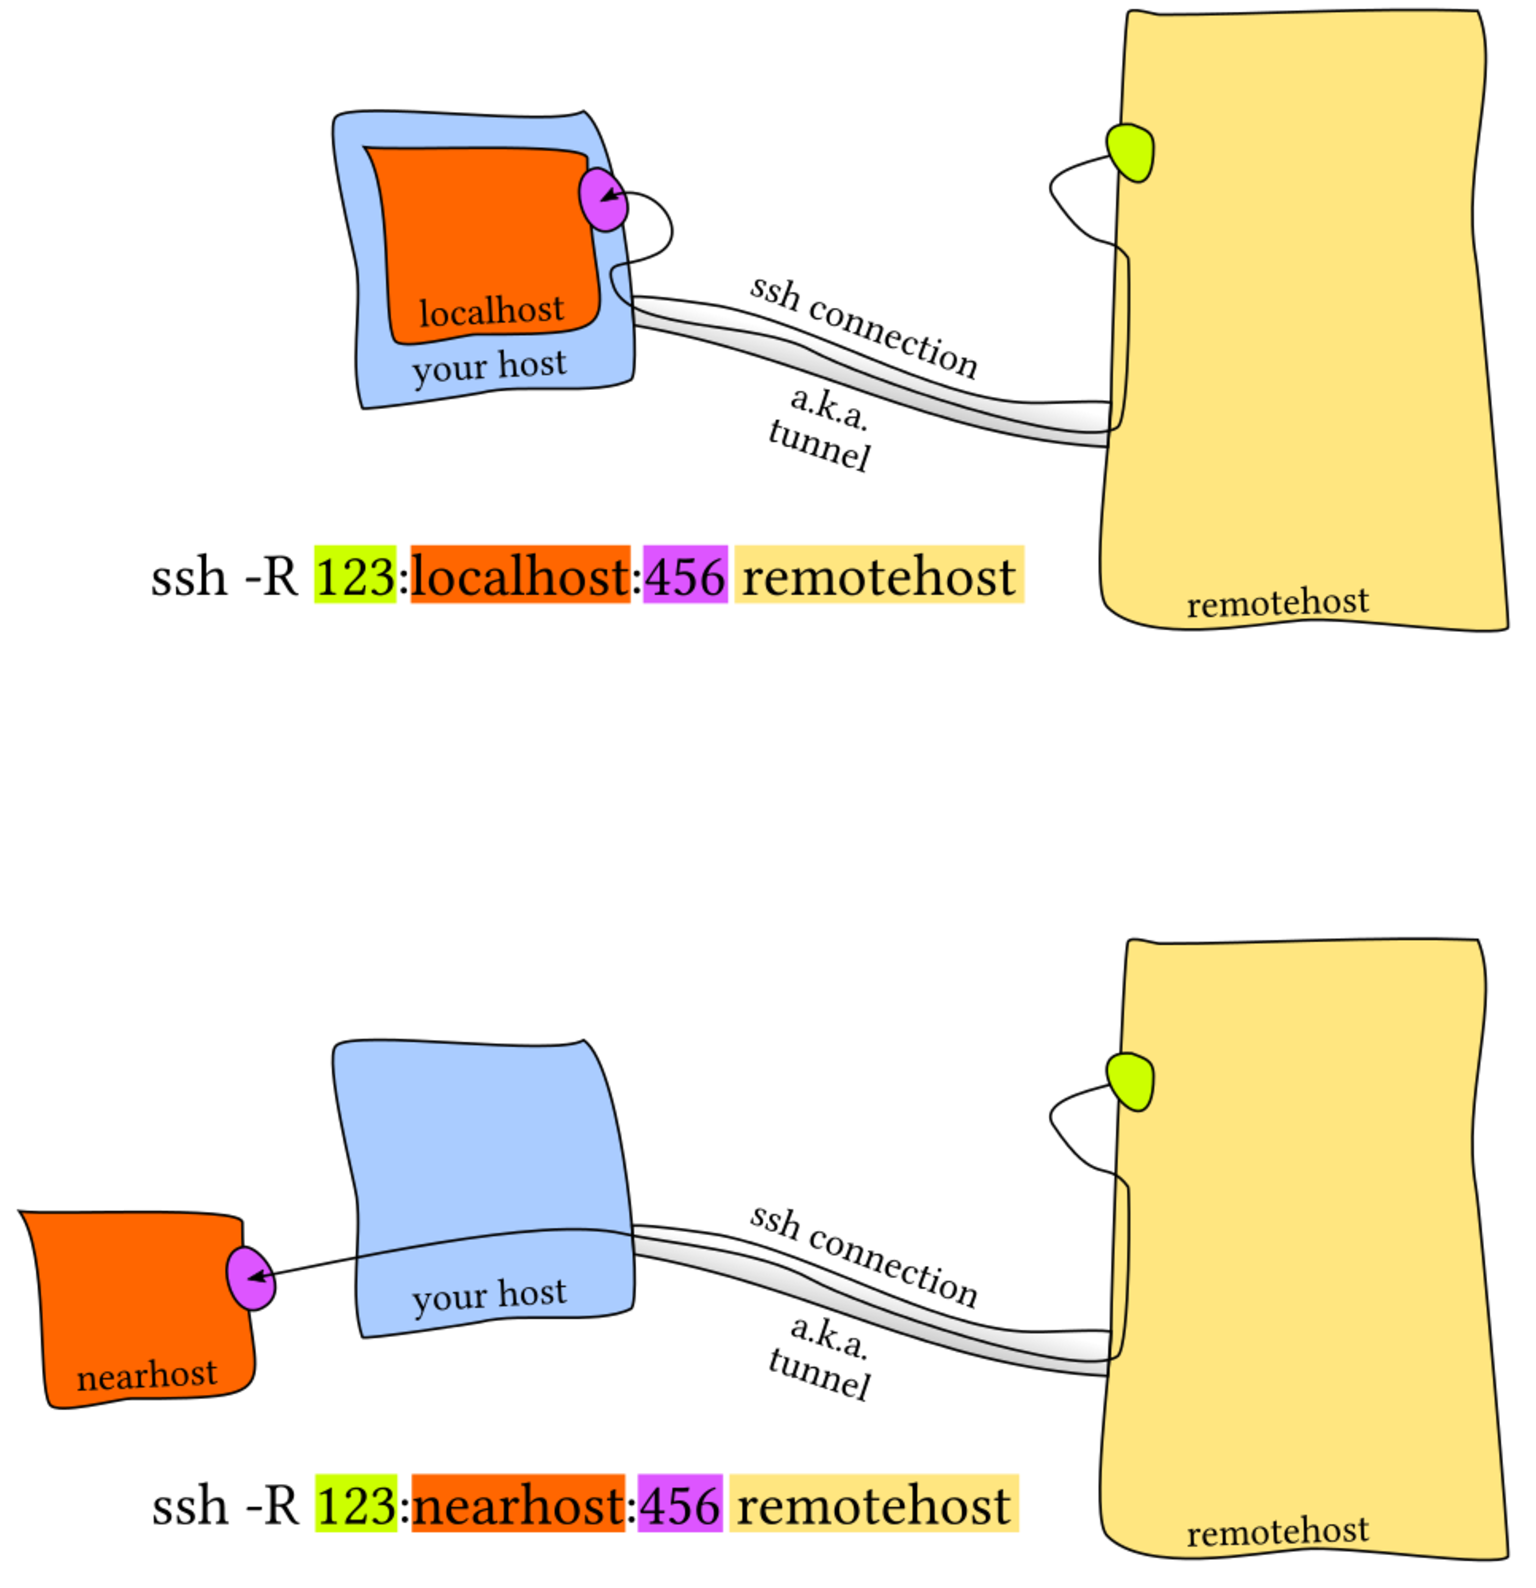 localhost
your host
ssh connection
a.k.a.
tunnel
remotehost
ssh -R 123:localhost:456 remotehost
your host
nearhost
ssh connection
a.k.a.
tunnel
remotehost
ssh -R 123:nearhost:456 remotehost